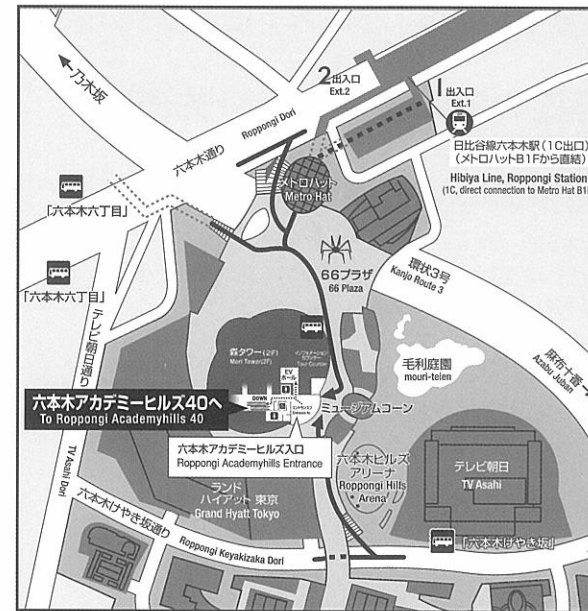 乃木坂
2 出入口
Ext.2
1 出入口
Ext.1
日比谷線六本木駅(1C出口)
(メトロハットB1Fから直結)
Hibiya Line, Roppongi Station
(1C, direct connection to Metro Hat B1
六本木通り
Roppongi Dori
メトロハット
Metro Hat
「六本木六丁目」
66プラザ
66 Plaza
環状3号
Kanjo Route 3
「六本木六丁目」
テレビ朝日通り
TV Asahi Dori
麻布十番
Azabu Juban
森タワー(2F)
Mori Tower(2F)
EV
ホール
DOWN
毛利庭園
mouri-teien
六本木アカデミーヒルズ40へ
To Roppongi Academyhills 40
ミュージアムコーン
六本木アカデミーヒルズ入口
Roppongi Academyhills Entrance
六本木ヒルズ
アリーナ
Roppongi Hills
Arena
テレビ朝日
TV Asahi
ランド
ハイアット 東京
Grand Hyatt Tokyo
六本木けやき坂通り
Roppongi Keyakizaka Dori
「六本木けやき坂」